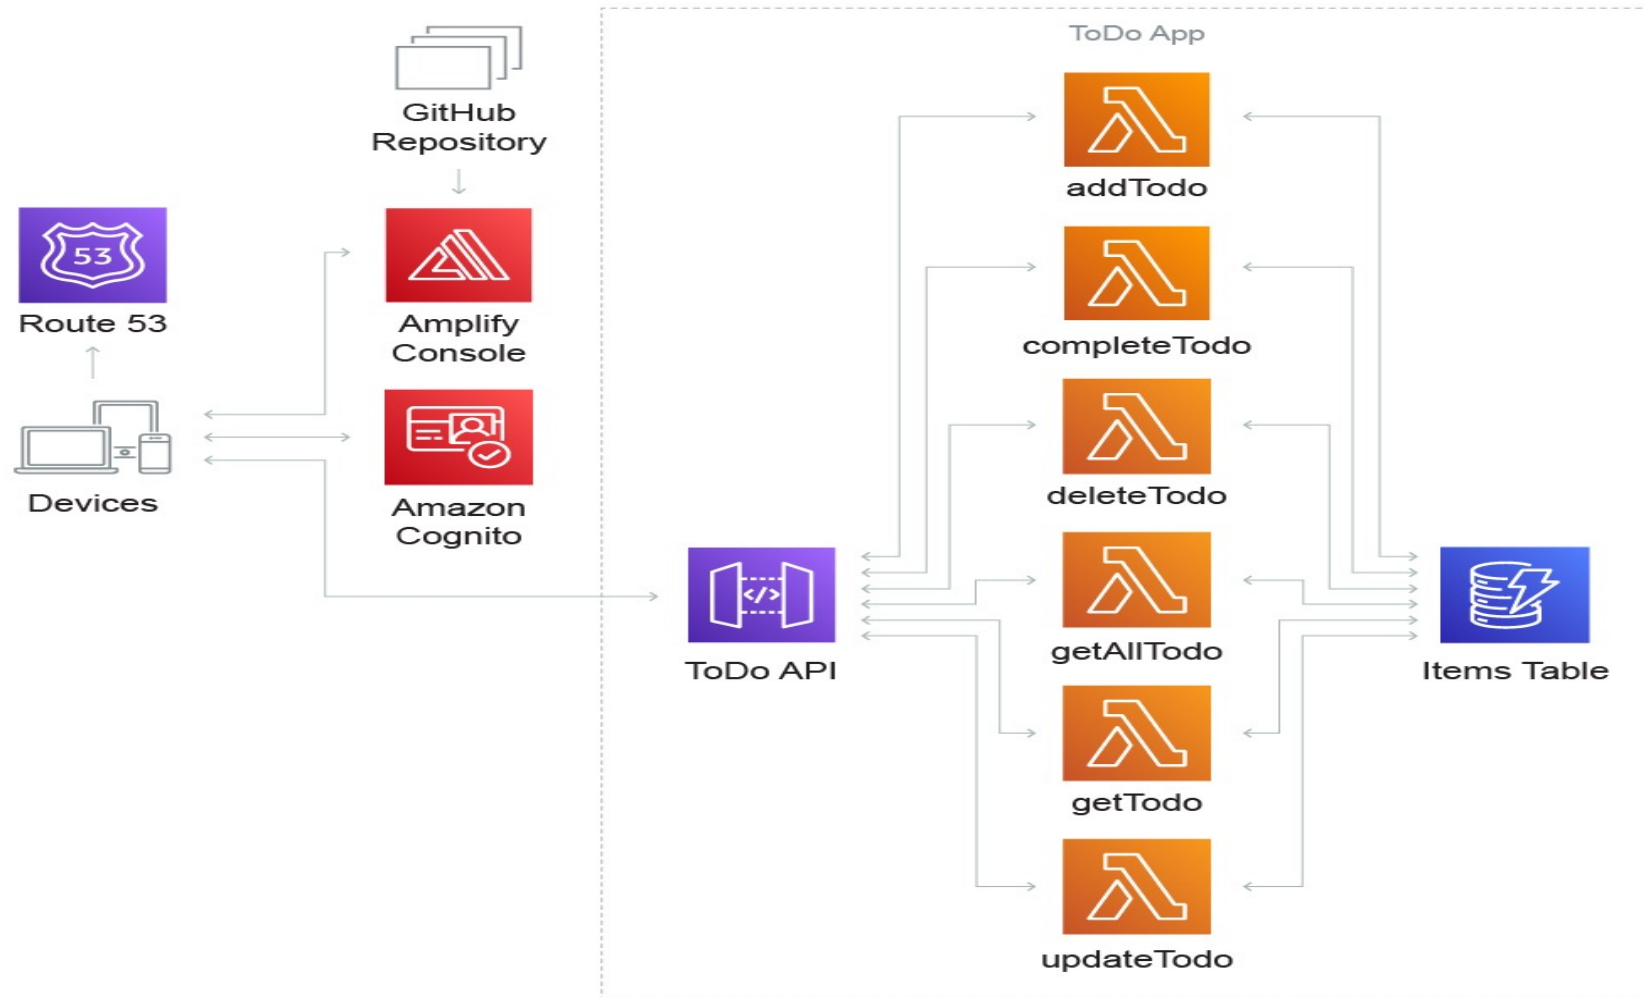 ToDo App
GitHub
Repository
addTodo
53
Route 53
Amplify
Console
completeTodo
Devices
Amazon
Cognito
deleteTodo
</>
ToDo API
getAllTodo
Items Table
getTodo
updateTodo